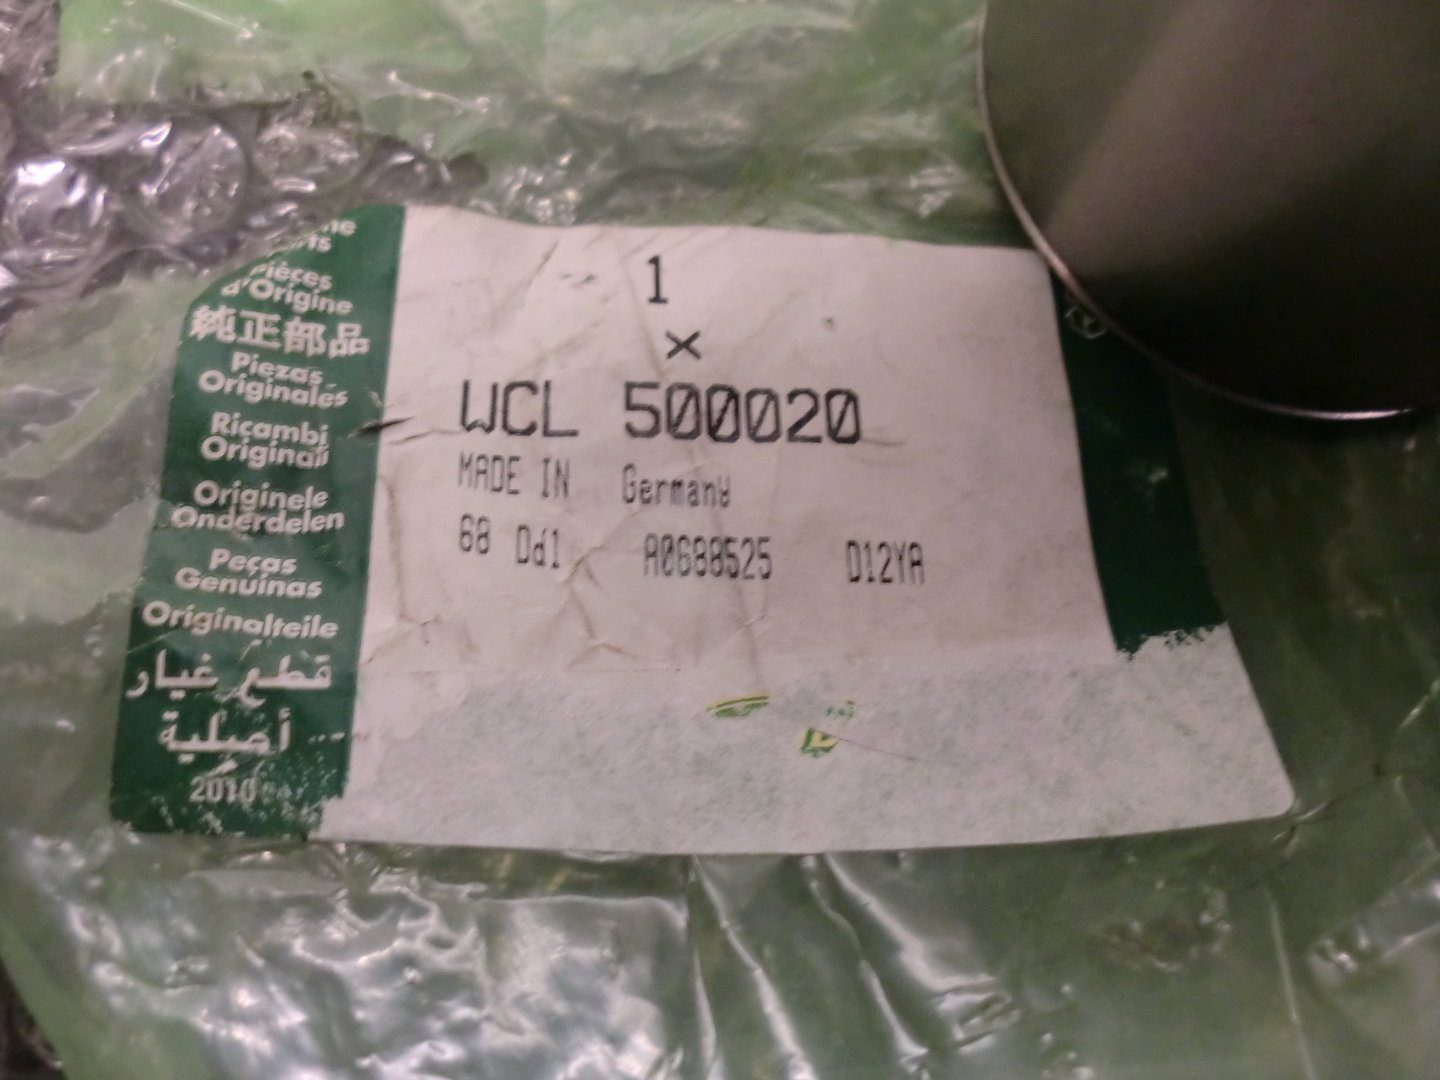 Pièces
d'Origine
純正部品
Piezas
Originales
Ricambi
Originali
Originele
Onderdelen
Peças
Genuinas
Originalteile
قطع غيار
أصلية
2010
1
×
WCL 500020
MADE IN Germany
68 Dd1 A0688525 D12YA